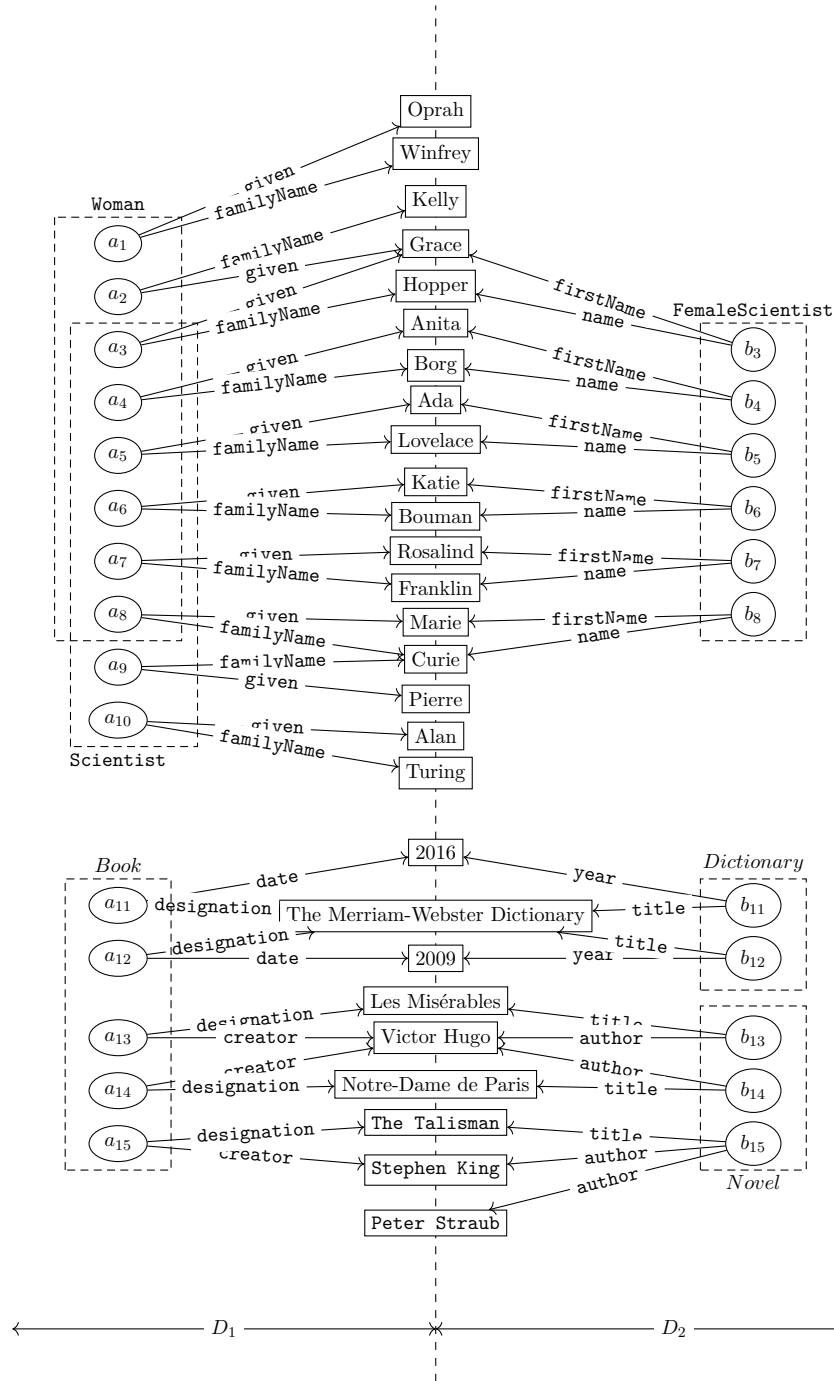 Oprah
given
Winfrey
familyName
Woman
Kelly
familyName
a1
given
Grace
a2
given
Hopper
firstName
familyName
name
FemaleScientist
a3
Anita
b3
given
firstName
familyName
Borg
name
a4
Ada
b4
given
firstName
familyName
Lovelace
name
a5
b5
given
Katie
firstName
a6
familyName
Bouman
name
b6
given
Rosalind
firstName
a7
familyName
Franklin
name
b7
a8
given
Marie
firstName
b8
familyName
name
a9
familyName
Curie
given
Pierre
a10
given
Alan
familyName
Scientist
Turing
Book
2016
Dictionary
date
year
a11
designation
The Merriam-Webster Dictionary
title
b11
designation
title
a12
date
2009
year
b12
designation
Les Misérables
title
a13
creator
Victor Hugo
author
b13
creator
author
a14
designation
Notre-Dame de Paris
title
b14
designation
The Talisman
title
a15
creator
Stephen King
author
b15
author
Novel
Peter Straub
D1
D2